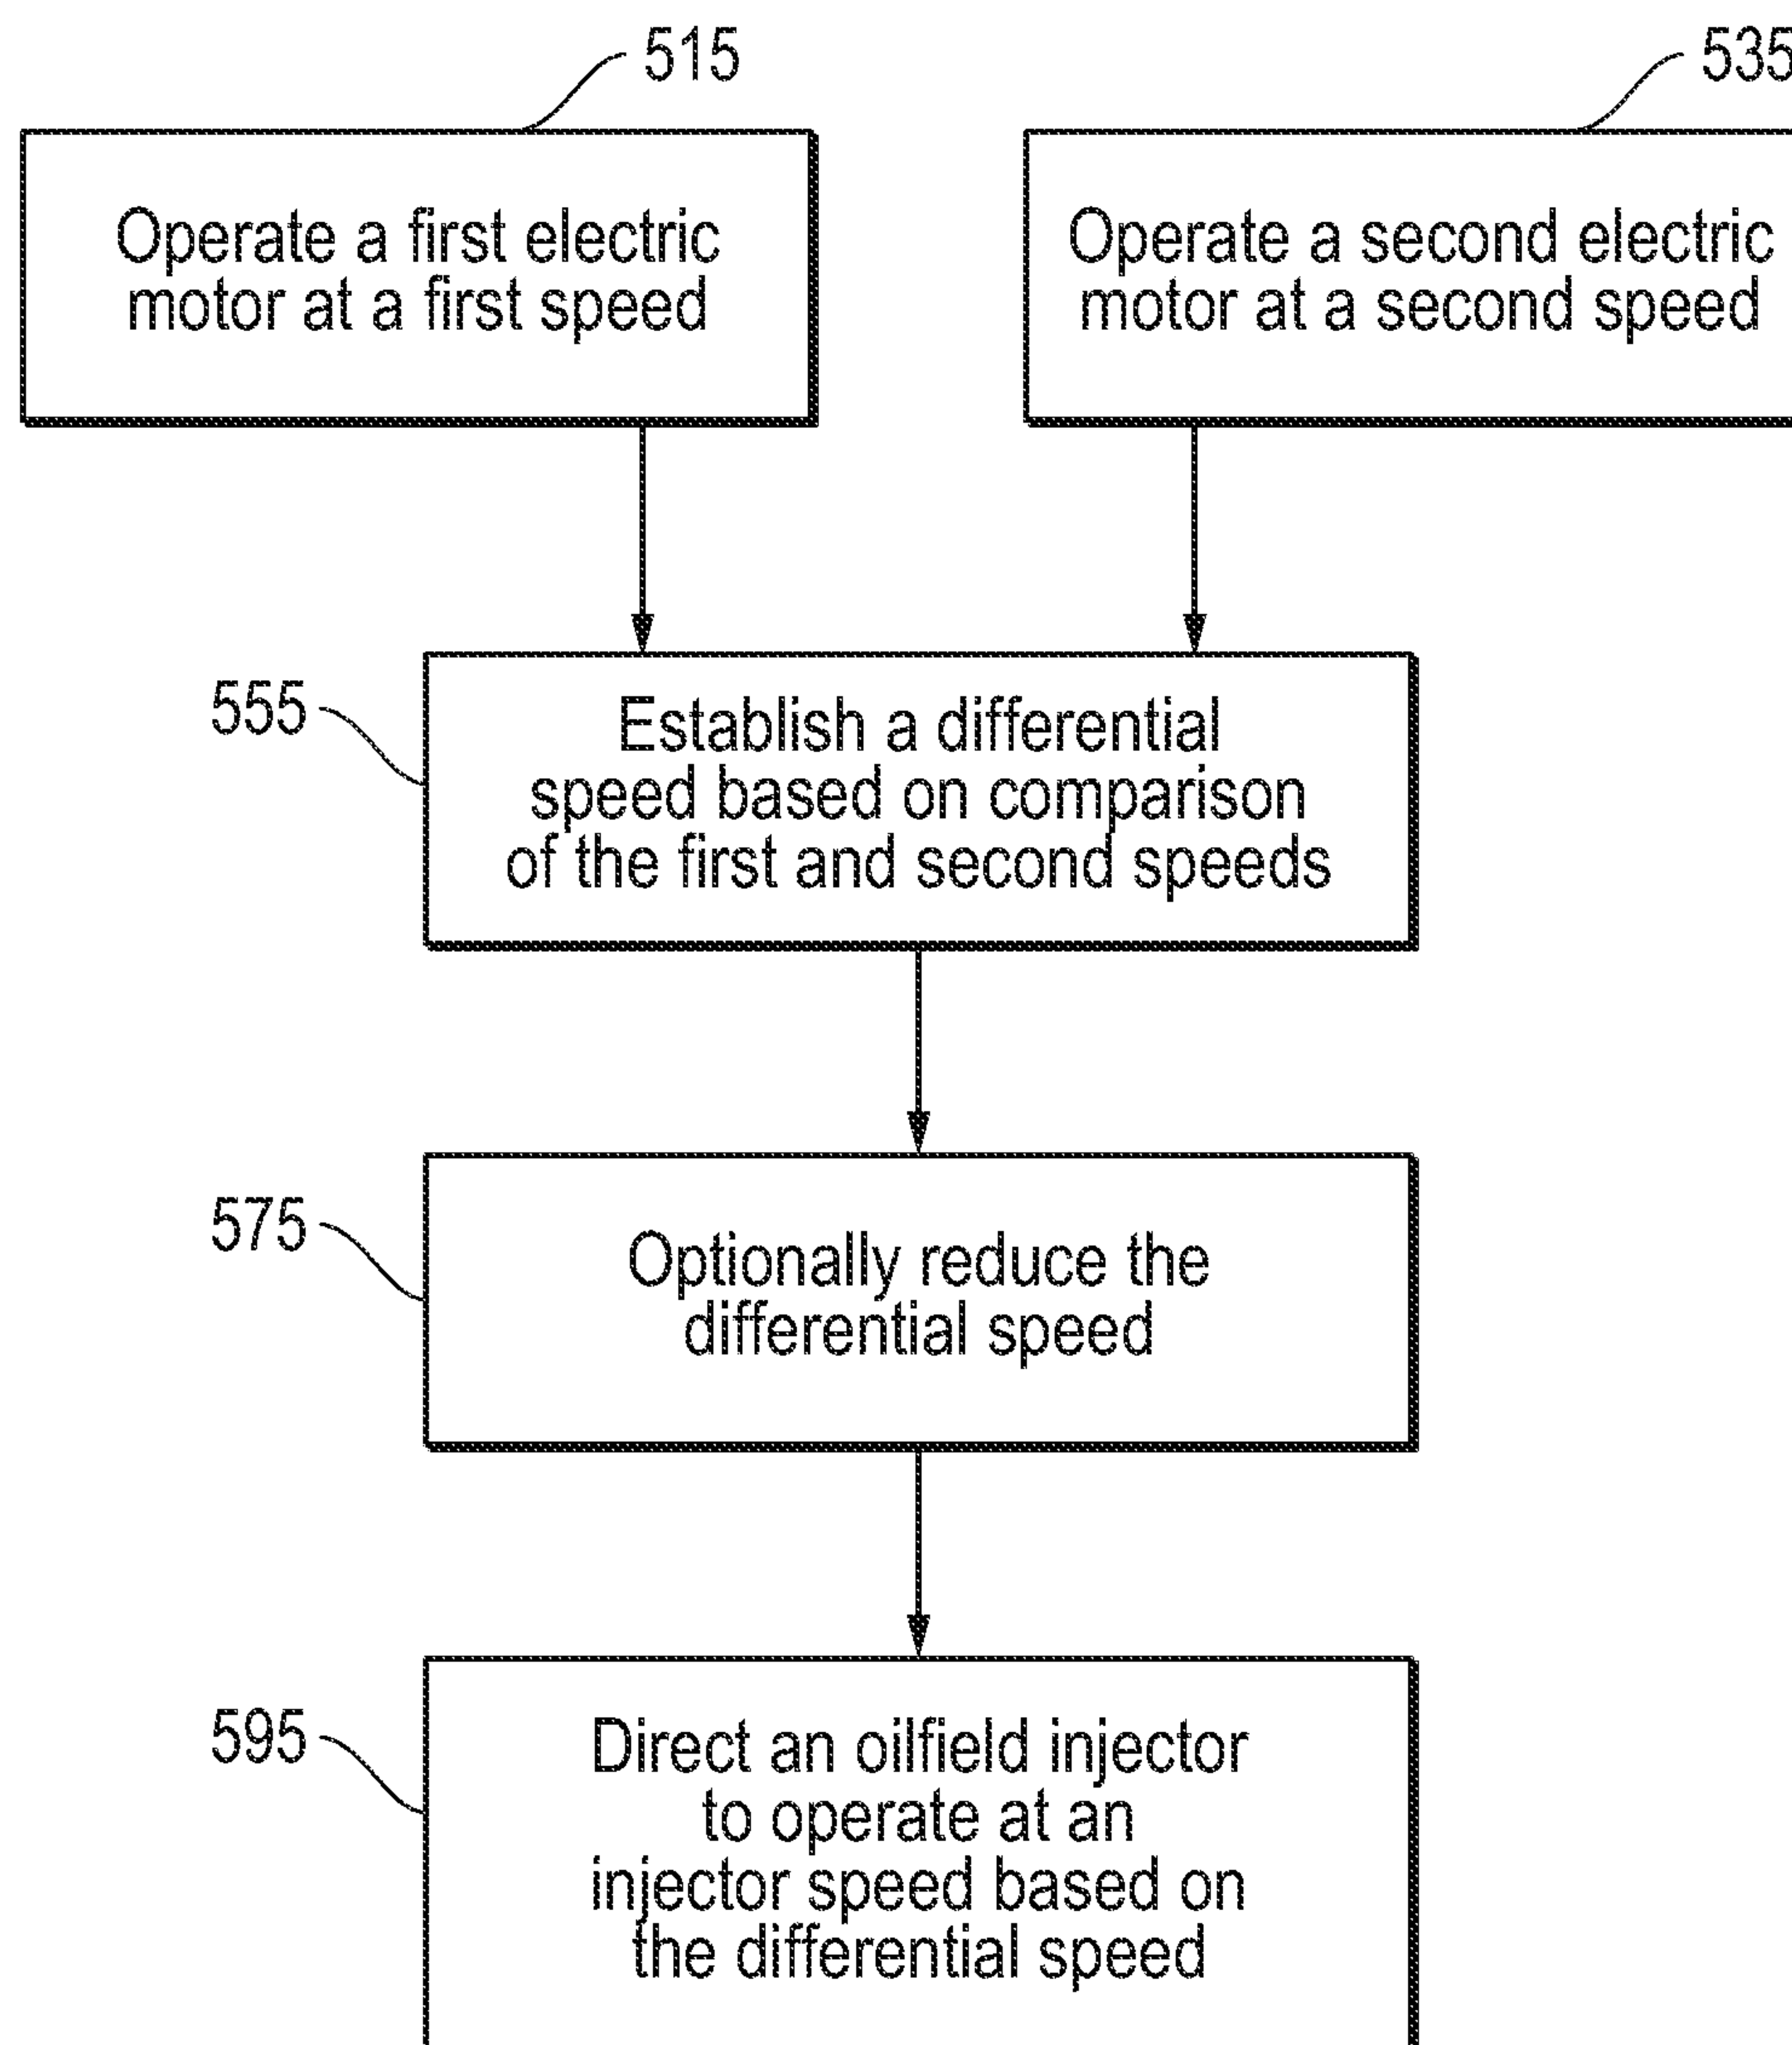 515
535
Operate a first electric
motor at a first speed
Operate a second electric
motor at a second speed
555
Establish a differential
speed based on comparison
of the first and second speeds
575
Optionally reduce the
differential speed
595
Direct an oilfield injector
to operate at an
injector speed based on
the differential speed